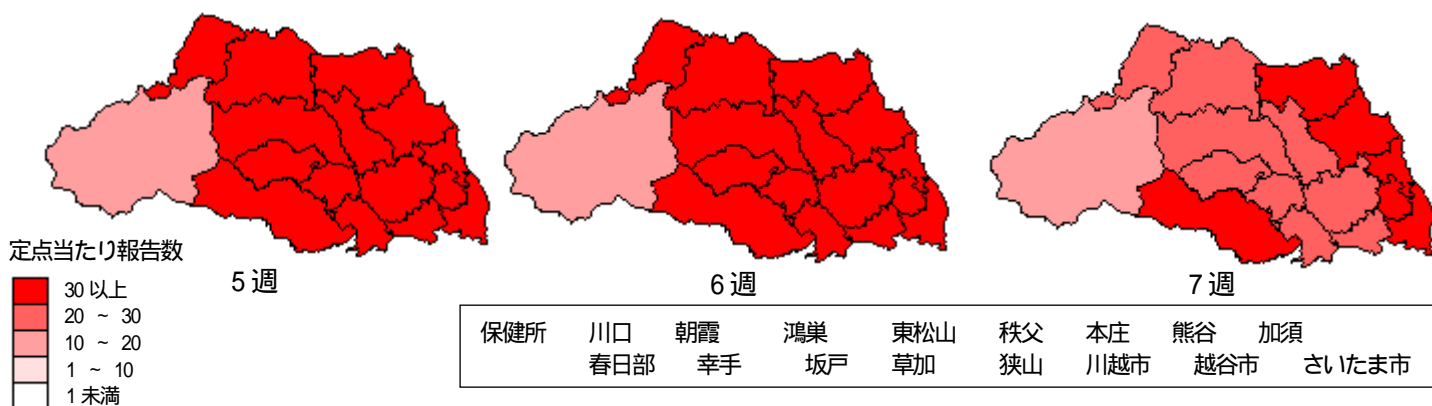 定点当たり報告数
30 以上
20 ~ 30
10 ~ 20
1 ~ 10
1 未満
5 週
6 週
7 週
保健所 川口 朝霞 鴻巣 東松山 秩父 本庄 熊谷 加須
春日部 幸手 坂戸 草加 狭山 川越市 越谷市 さいたま市